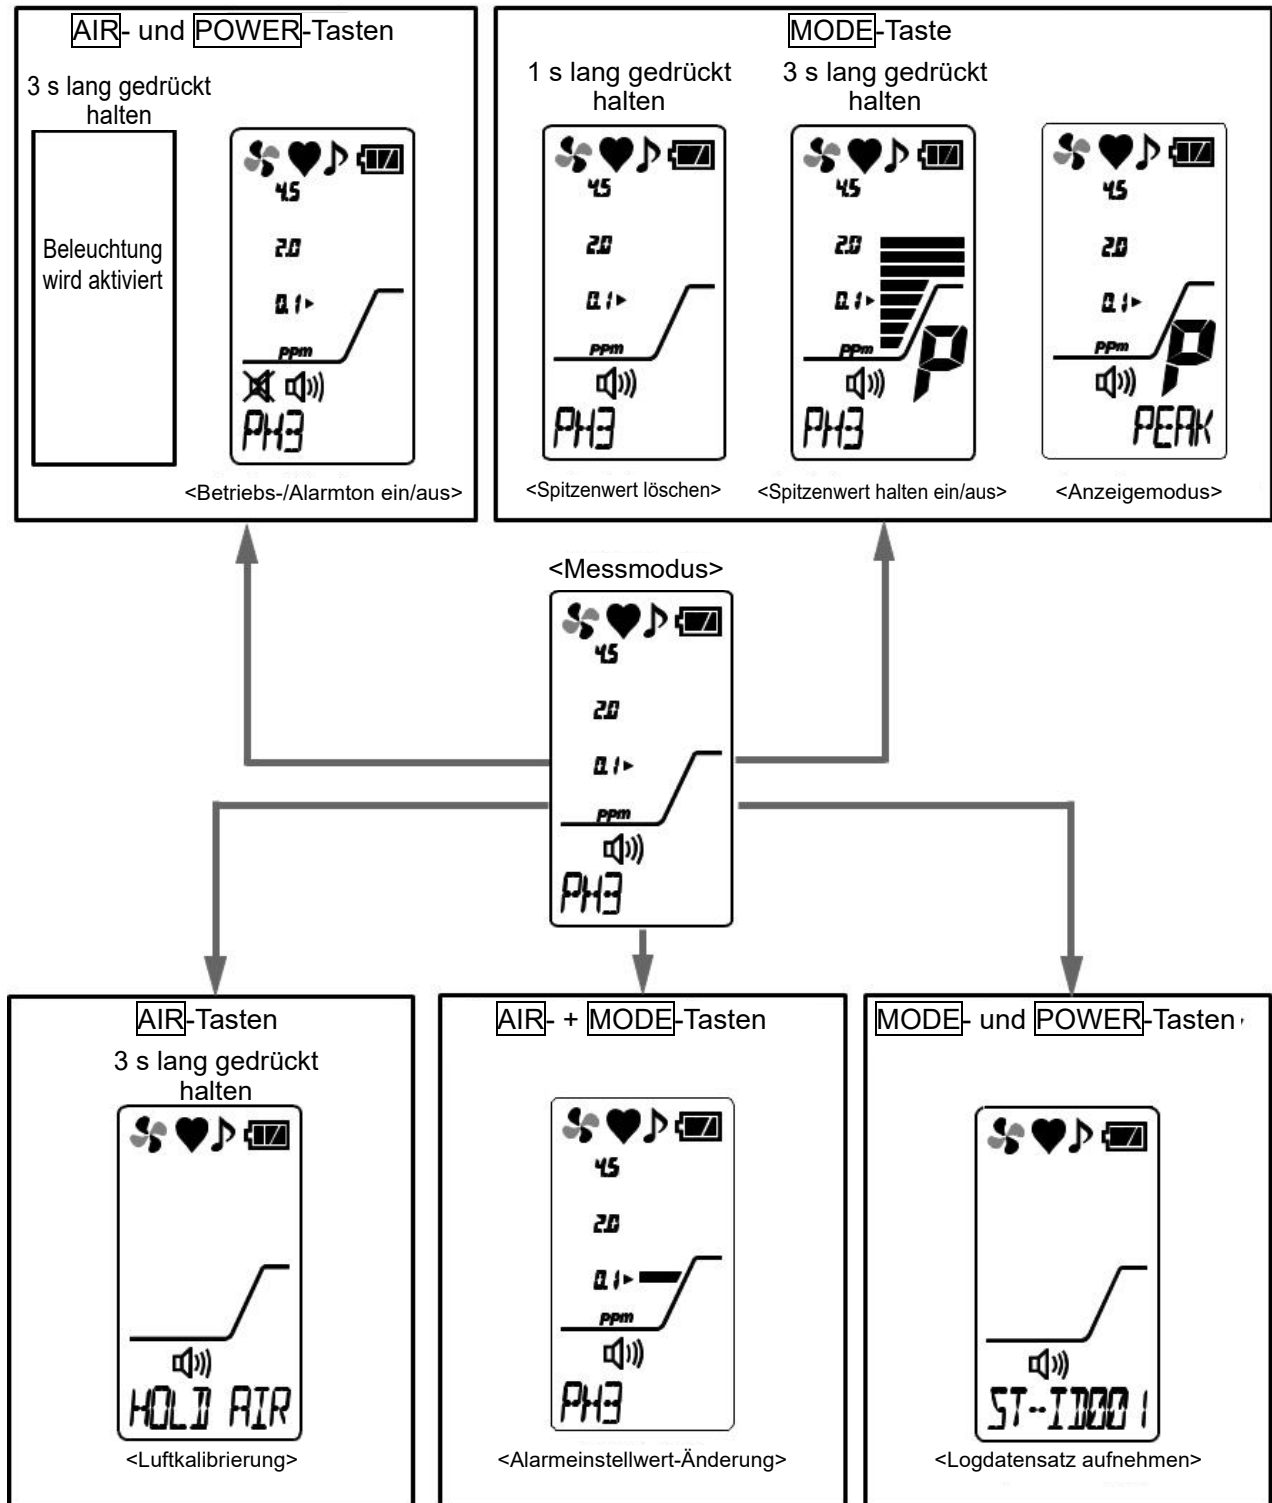 AIR- und POWER-Tasten
3 s lang gedrückt
halten
Beleuchtung
wird aktiviert
4.5
2.0
0.1
ppm
PH3
<Betriebs-/Alarmton ein/aus>
MODE-Taste
1 s lang gedrückt
halten
4.5
2.0
0.1
ppm
PH3
<Spitzenwert löschen>
3 s lang gedrückt
halten
4.5
2.0
0.1
ppm
P
PH3
<Spitzenwert halten ein/aus>
4.5
2.0
0.1
ppm
P
PEAK
<Anzeigemodus>
<Messmodus>
4.5
2.0
0.1
ppm
PH3
AIR-Tasten
3 s lang gedrückt
halten
HOLD AIR
<Luftkalibrierung>
AIR- + MODE-Tasten
4.5
2.0
0.1
ppm
PH3
<Alarmeinstellwert-Änderung>
MODE- und POWER-Tasten
ST--ID001
<Logdatensatz aufnehmen>